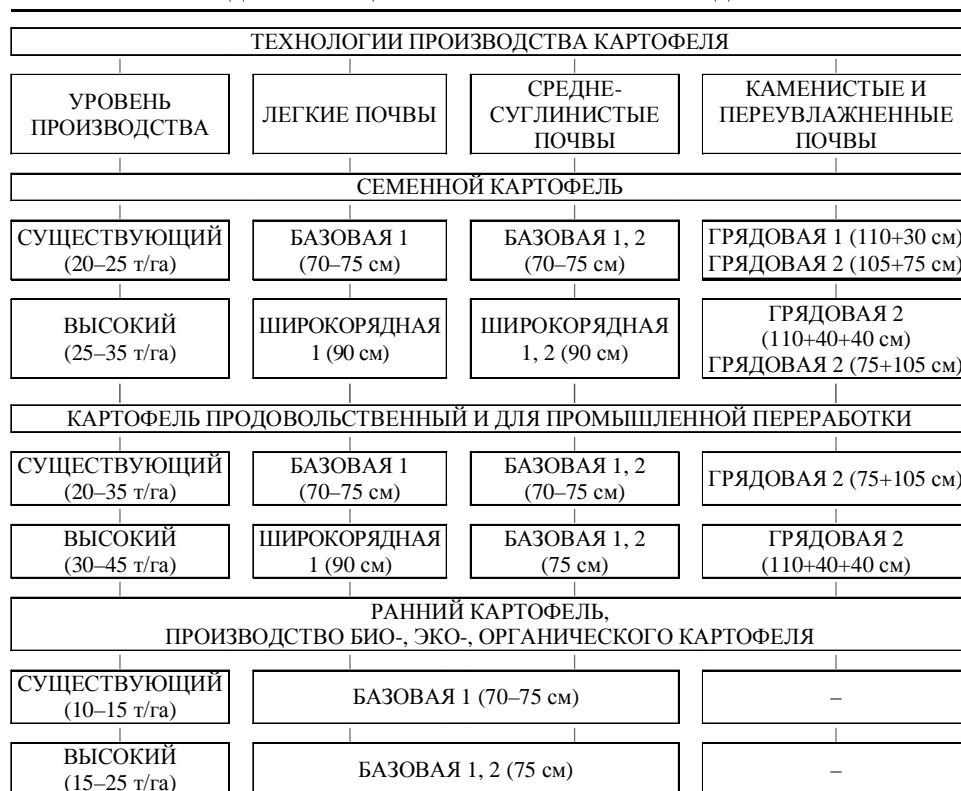 ТЕХНОЛОГИИ ПРОИЗВОДСТВА КАРТОФЕЛЯ
УРОВЕНЬ
ПРОИЗВОДСТВА
ЛЕГКИЕ ПОЧВЫ
СРЕДНЕ-
СУГЛИНИСТЫЕ
ПОЧВЫ
КАМЕНИСТЫЕ И
ПЕРЕУВЛАЖНЕННЫЕ
ПОЧВЫ
СЕМЕННОЙ КАРТОФЕЛЬ
СУЩЕСТВУЮЩИЙ
(20–25 т/га)
БАЗОВАЯ 1
(70–75 см)
БАЗОВАЯ 1, 2
(70–75 см)
ГРЯДОВАЯ 1 (110+30 см)
ГРЯДОВАЯ 2 (105+75 см)
ВЫСОКИЙ
(25–35 т/га)
ШИРОКОРЯДНАЯ
1 (90 см)
ШИРОКОРЯДНАЯ
1, 2 (90 см)
ГРЯДОВАЯ 2
(110+40+40 см)
ГРЯДОВАЯ 2 (75+105 см)
КАРТОФЕЛЬ ПРОДОВОЛЬСТВЕННЫЙ И ДЛЯ ПРОМЫШЛЕННОЙ ПЕРЕРАБОТКИ
СУЩЕСТВУЮЩИЙ
(20–35 т/га)
БАЗОВАЯ 1
(70–75 см)
БАЗОВАЯ 1, 2
(70–75 см)
ГРЯДОВАЯ 2 (75+105 см)
ВЫСОКИЙ
(30–45 т/га)
ШИРОКОРЯДНАЯ
1 (90 см)
БАЗОВАЯ 1, 2
(75 см)
ГРЯДОВАЯ 2
(110+40+40 см)
РАННИЙ КАРТОФЕЛЬ,
ПРОИЗВОДСТВО БИО-, ЭКО-, ОРГАНИЧЕСКОГО КАРТОФЕЛЯ
СУЩЕСТВУЮЩИЙ
(10–15 т/га)
БАЗОВАЯ 1 (70–75 см)
–
ВЫСОКИЙ
(15–25 т/га)
БАЗОВАЯ 1, 2 (75 см)
–